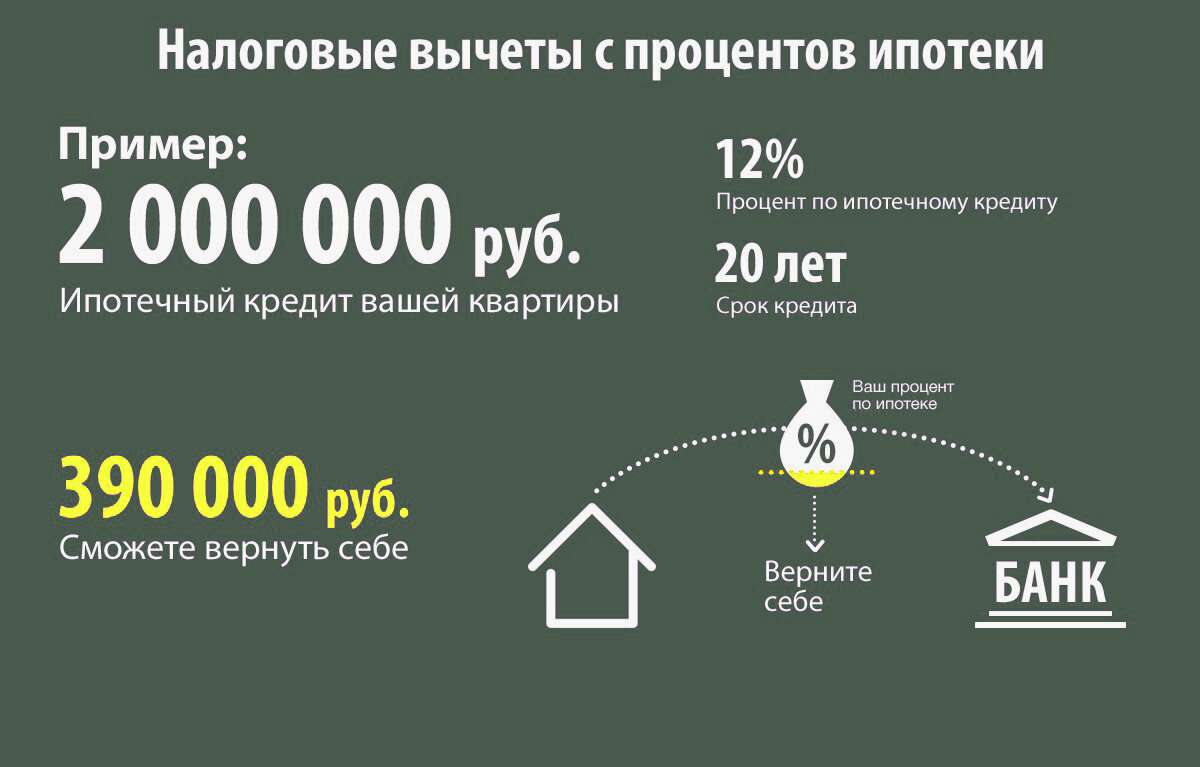 Налоговые вычеты с процентов ипотеки
Пример:
2 000 000 руб.
Ипотечный кредит вашей квартиры
12%
Процент по ипотечному кредиту
20 лет
Срок кредита
390 000 руб.
Сможете вернуть себе
Ваш процент
по ипотеке
%
Верните
себе
БАНК